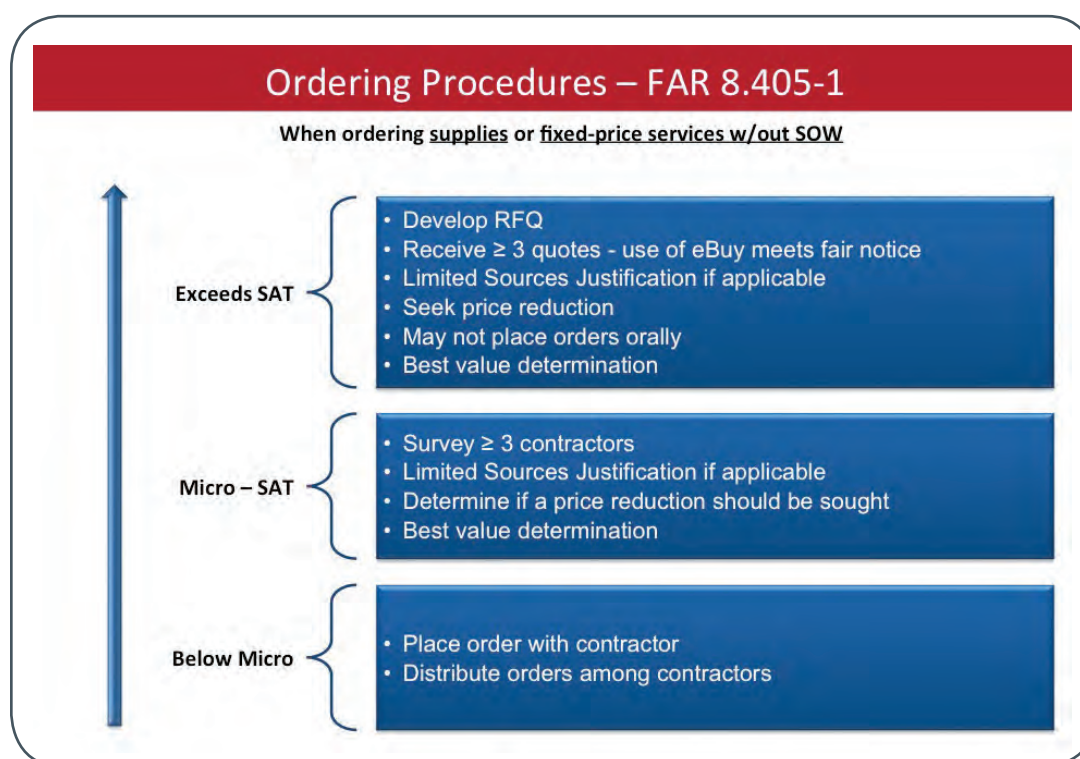 Ordering Procedures – FAR 8.405-1
When ordering supplies or fixed-price services w/out SOW
Exceeds SAT
• Develop RFQ
• Receive ≥ 3 quotes - use of eBuy meets fair notice
• Limited Sources Justification if applicable
• Seek price reduction
• May not place orders orally
• Best value determination
Micro – SAT
• Survey ≥ 3 contractors
• Limited Sources Justification if applicable
• Determine if a price reduction should be sought
• Best value determination
Below Micro
• Place order with contractor
• Distribute orders among contractors